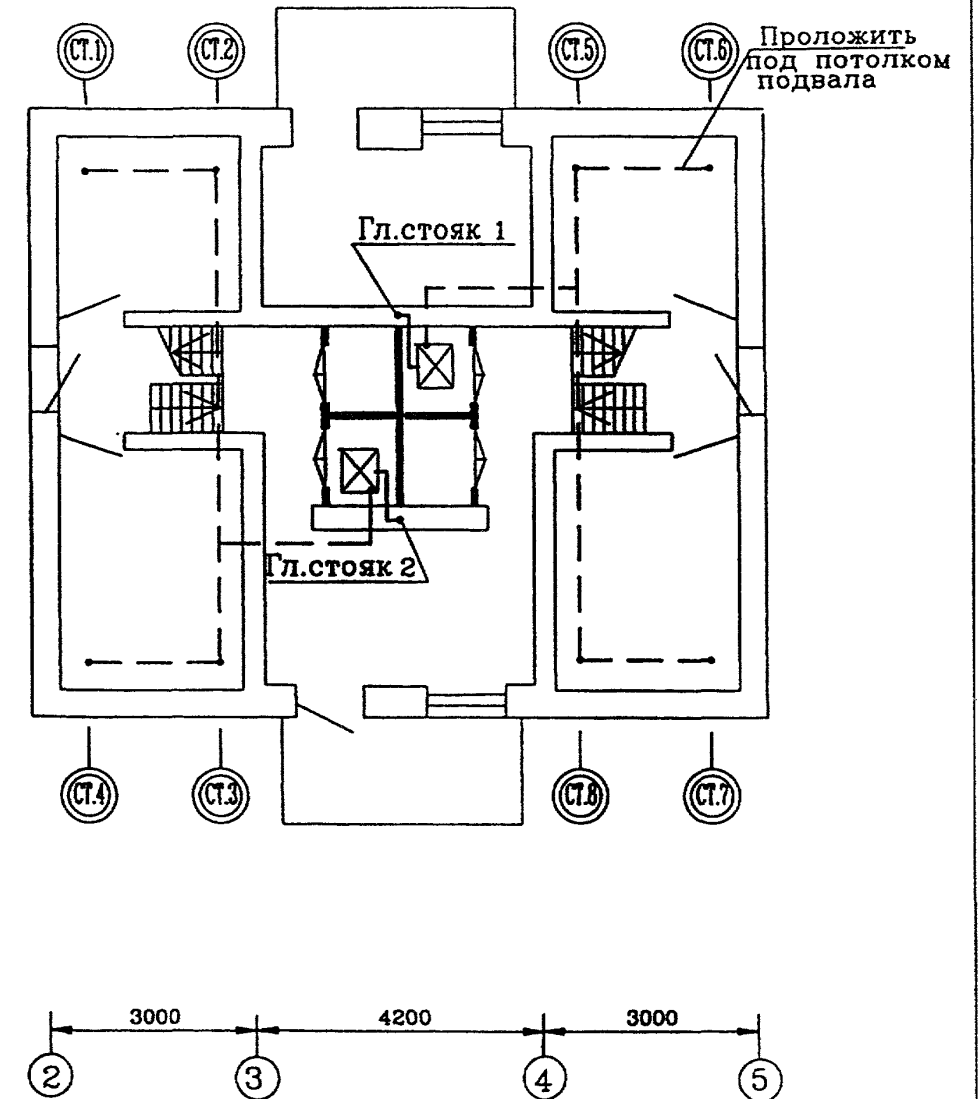 СТ.1 СТ.2 СТ.5 СТ.6
Проложить
под потолком
подвала
Гл.стояк 1
Гл.стояк 2
СТ.4 СТ.3 СТ.8 СТ.7
3000 4200 3000
2 3 4 5